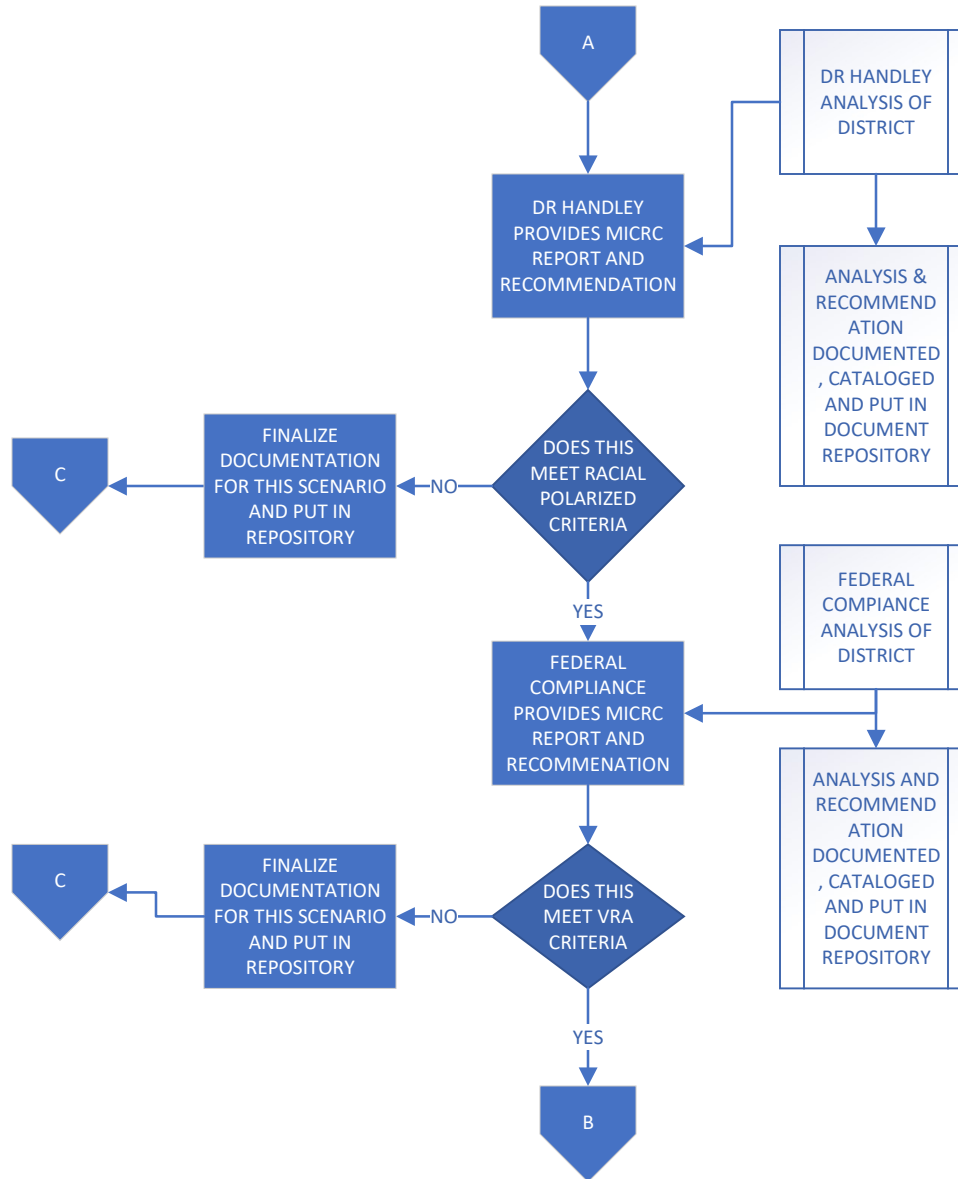 A
DR HANDLEY
ANALYSIS OF
DISTRICT
DR HANDLEY
PROVIDES MICRC
REPORT AND
RECOMMENDATION
ANALYSIS &
RECOMMEND
ATION
DOCUMENTED
, CATALOGED
AND PUT IN
DOCUMENT
REPOSITORY
DOES THIS
MEET RACIAL
POLARIZED
CRITERIA
NO
FINALIZE
DOCUMENTATION
FOR THIS SCENARIO
AND PUT IN
REPOSITORY
C
YES
FEDERAL
COMPIANCE
ANALYSIS OF
DISTRICT
FEDERAL
COMPLIANCE
PROVIDES MICRC
REPORT AND
RECOMMENATION
ANALYSIS AND
RECOMMEND
ATION
DOCUMENTED
, CATALOGED
AND PUT IN
DOCUMENT
REPOSITORY
DOES THIS
MEET VRA
CRITERIA
NO
FINALIZE
DOCUMENTATION
FOR THIS SCENARIO
AND PUT IN
REPOSITORY
C
YES
B